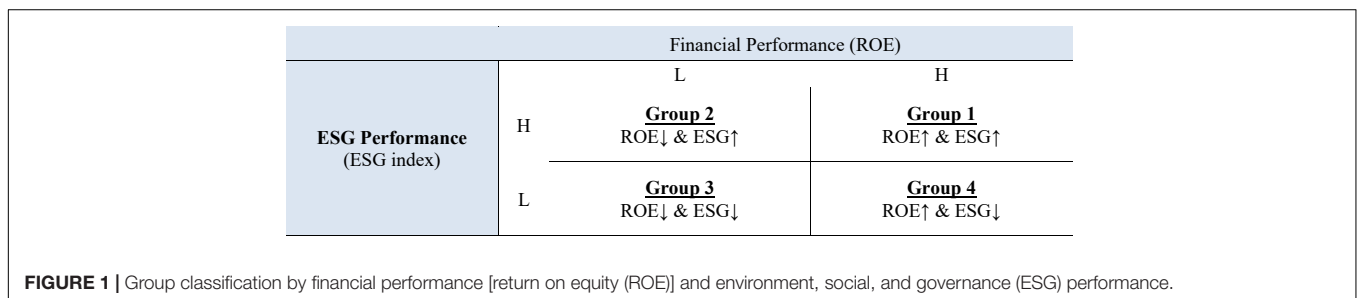 Financial Performance (ROE)
L H
ESG Performance
(ESG index)
H
Group 2
ROE↓ & ESG↑
Group 1
ROE↑ & ESG↑
L
Group 3
ROE↓ & ESG↓
Group 4
ROE↑ & ESG↓
FIGURE 1 | Group classification by financial performance [return on equity (ROE)] and environment, social, and governance (ESG) performance.